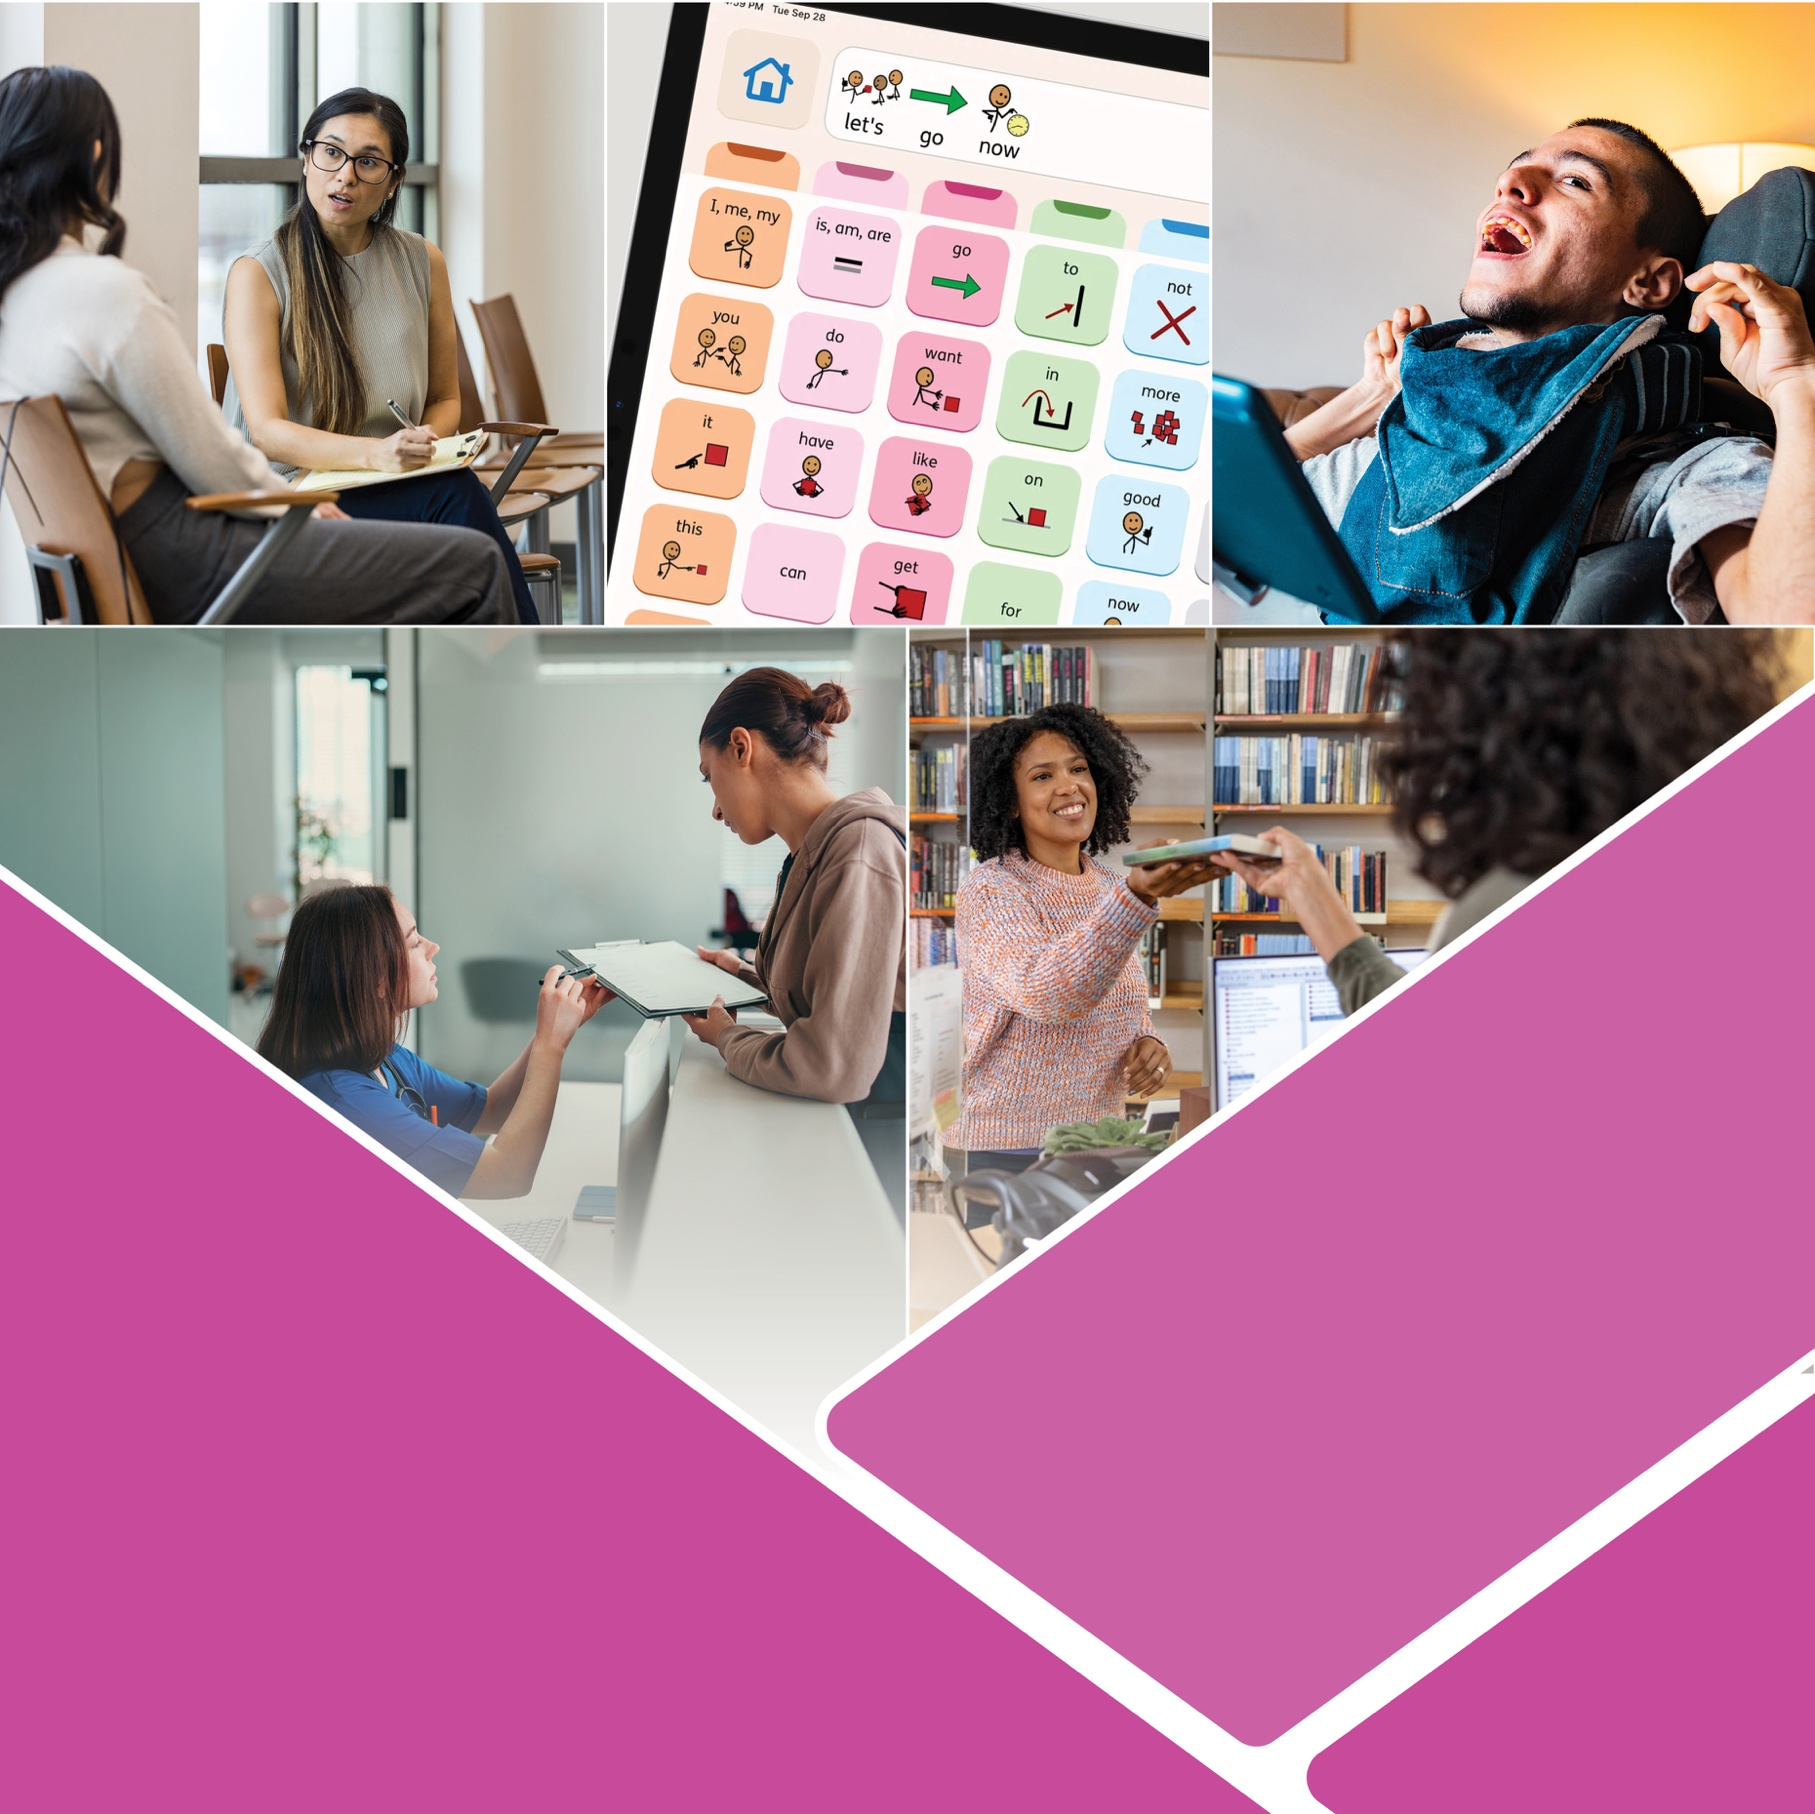 Tue Sep 28
let's go now
I, me, my
is, am, are
go
to
not
you
do
want
in
more
it
have
like
on
good
this
can
get
for
now